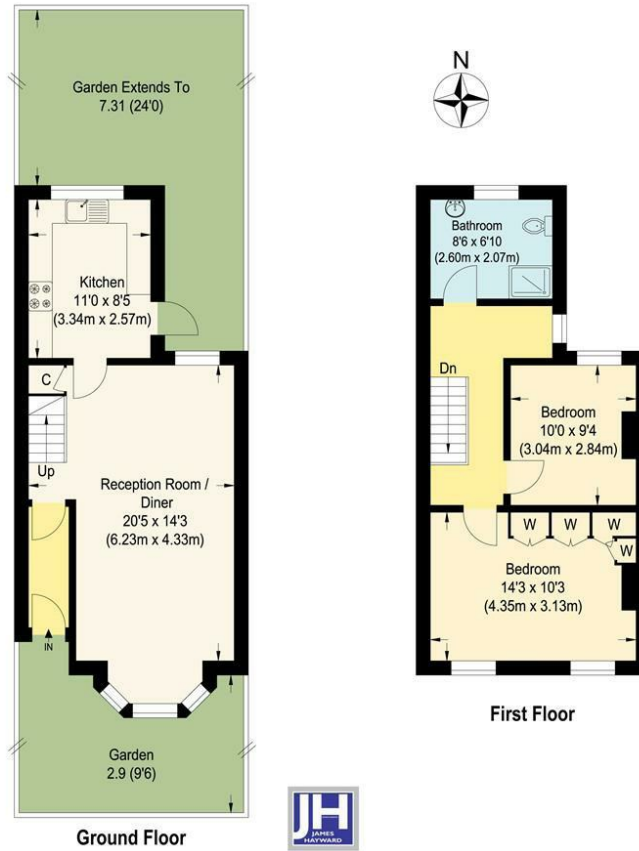 Garden Extends To
7.31 (24'0)
Kitchen
11'0 x 8'5
(3.34m x 2.57m)
C
Up
Reception Room /
Diner
20'5 x 14'3
(6.23m x 4.33m)
IN
Garden
2.9 (9'6)
Ground Floor
N
Bathroom
8'6 x 6'10
(2.60m x 2.07m)
Dn
Bedroom
10'0 x 9'4
(3.04m x 2.84m)
W
W
W
W
Bedroom
14'3 x 10'3
(4.35m x 3.13m)
First Floor
JH
JAMES
HAYWARD